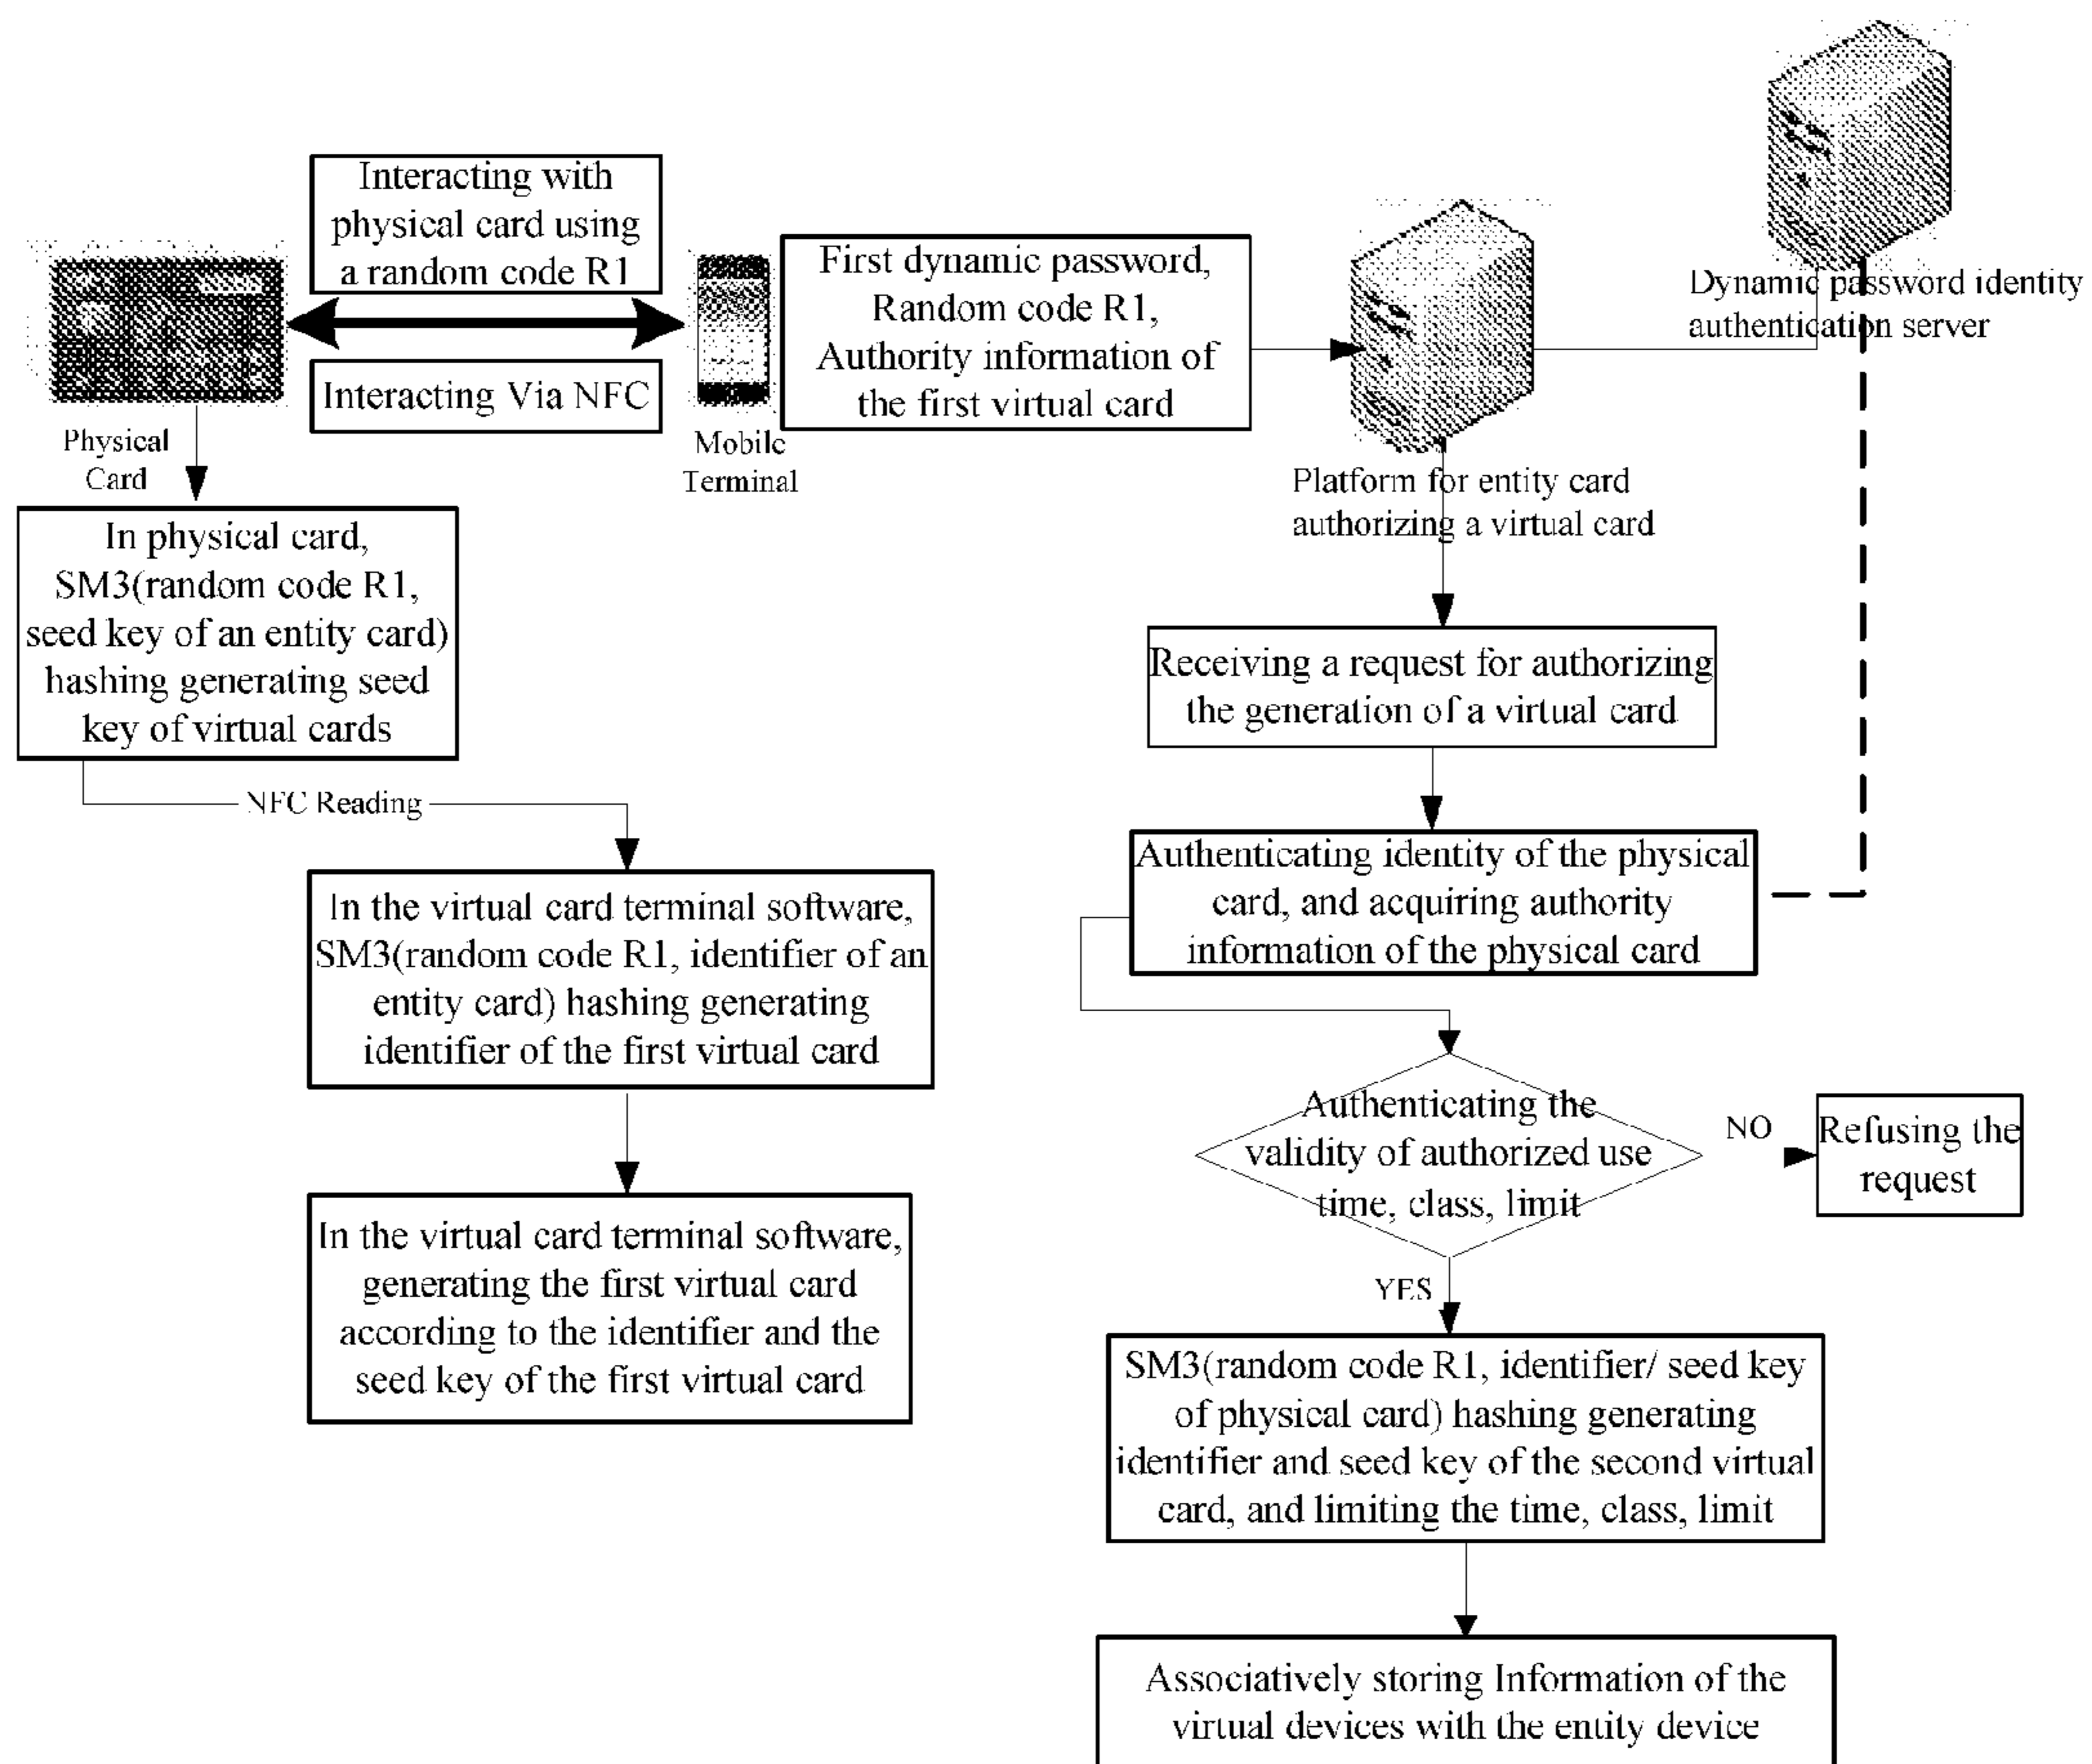 Interacting with
physical card using
a random code R1
Interacting Via NFC
Physical
Card
Mobile
Terminal
First dynamic password,
Random code R1,
Authority information of
the first virtual card
Dynamic password identity
authentication server
Platform for entity card
authorizing a virtual card
In physical card,
SM3(random code R1,
seed key of an entity card)
hashing generating seed
key of virtual cards
NFC Reading
In the virtual card terminal software,
SM3(random code R1, identifier of an
entity card) hashing generating
identifier of the first virtual card
In the virtual card terminal software,
generating the first virtual card
according to the identifier and the
seed key of the first virtual card
Receiving a request for authorizing
the generation of a virtual card
Authenticating identity of the physical
card, and acquiring authority
information of the physical card
Authenticating the
validity of authorized use
time, class, limit
NO
Refusing the
request
YES
SM3(random code R1, identifier/ seed key
of physical card) hashing generating
identifier and seed key of the second virtual
card, and limiting the time, class, limit
Associatively storing Information of the
virtual devices with the entity device